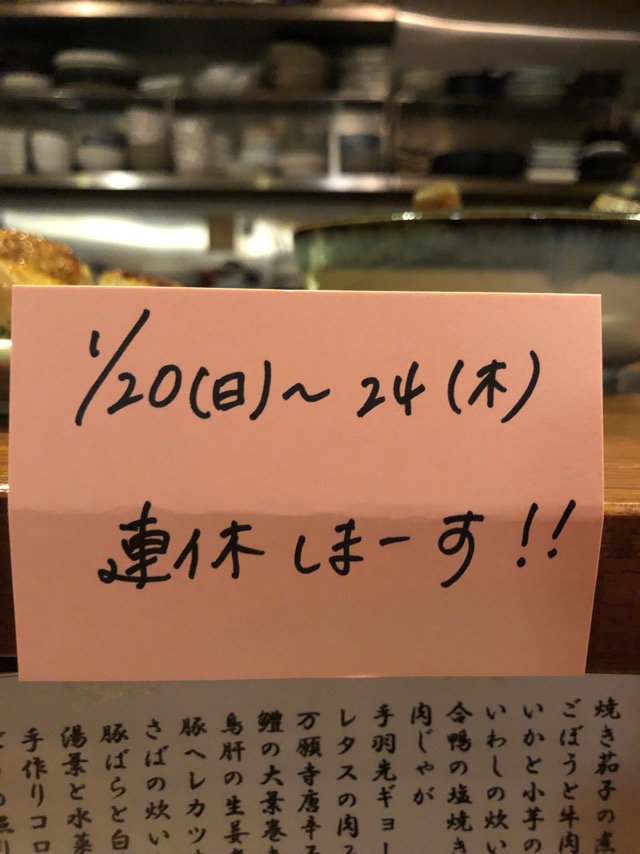 1/20(日)〜24(木)
連休しまーす!!
焼き茄子の煮
ごぼうと牛肉
いかと小芋の
いわしの炊い
合鴨の塩焼き
肉じゃが
手羽先ギョー
レタスの肉
万願寺唐辛子
鱧の大葉巻き
鳥肝の生姜
豚ヘレカツ
さばの炊い
豚ばらと白
湯葉と水菜
手作りコロ